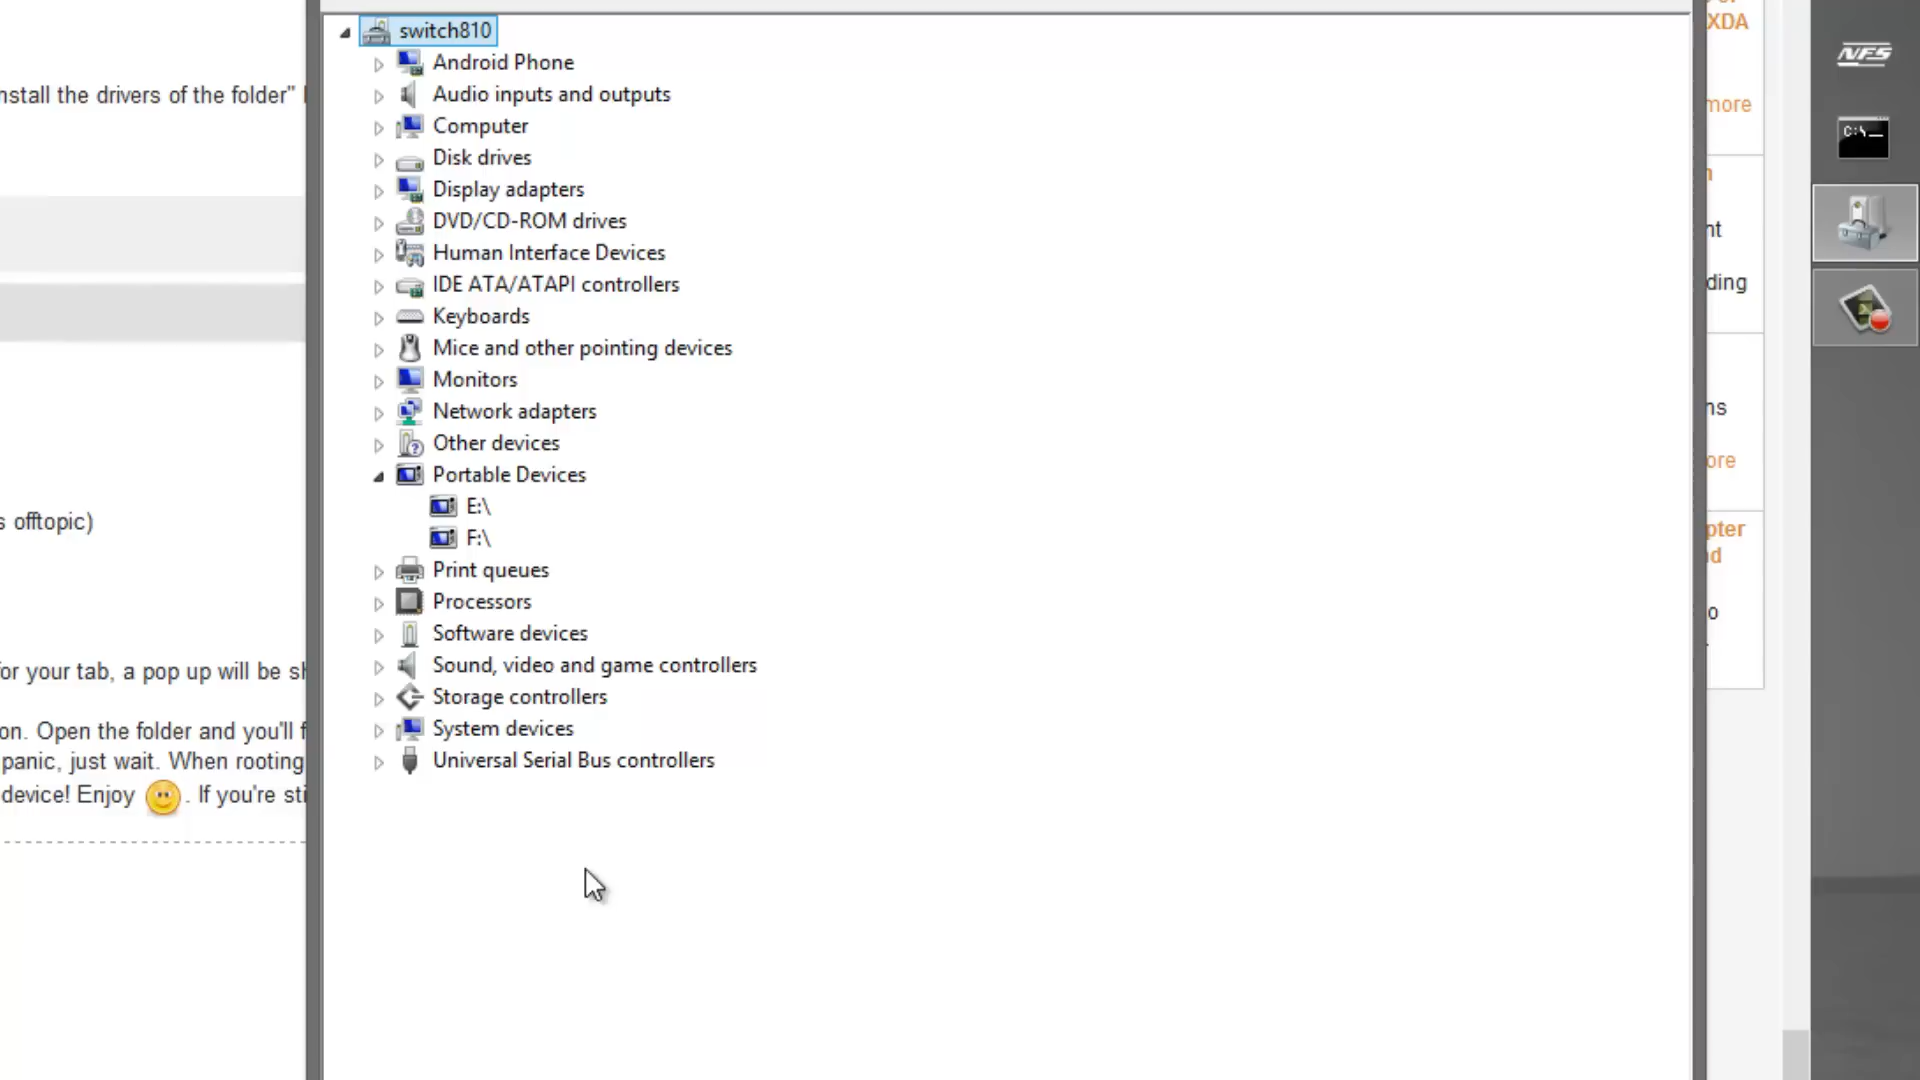 switch810
Android Phone
Audio inputs and outputs
Computer
Disk drives
Display adapters
DVD/CD-ROM drives
Human Interface Devices
IDE ATA/ATAPI controllers
Keyboards
Mice and other pointing devices
Monitors
Network adapters
Other devices
Portable Devices
E:\
F:\
Print queues
Processors
Software devices
Sound, video and game controllers
Storage controllers
System devices
Universal Serial Bus controllers
nstall the drivers of the folder"
s offtopic)
or your tab, a pop up will be sh
on. Open the folder and you'll f
panic, just wait. When rooting
device! Enjoy . If you're sti
XDA
more
nt
ding
ns
ore
pter
d
o
NFS
C:\